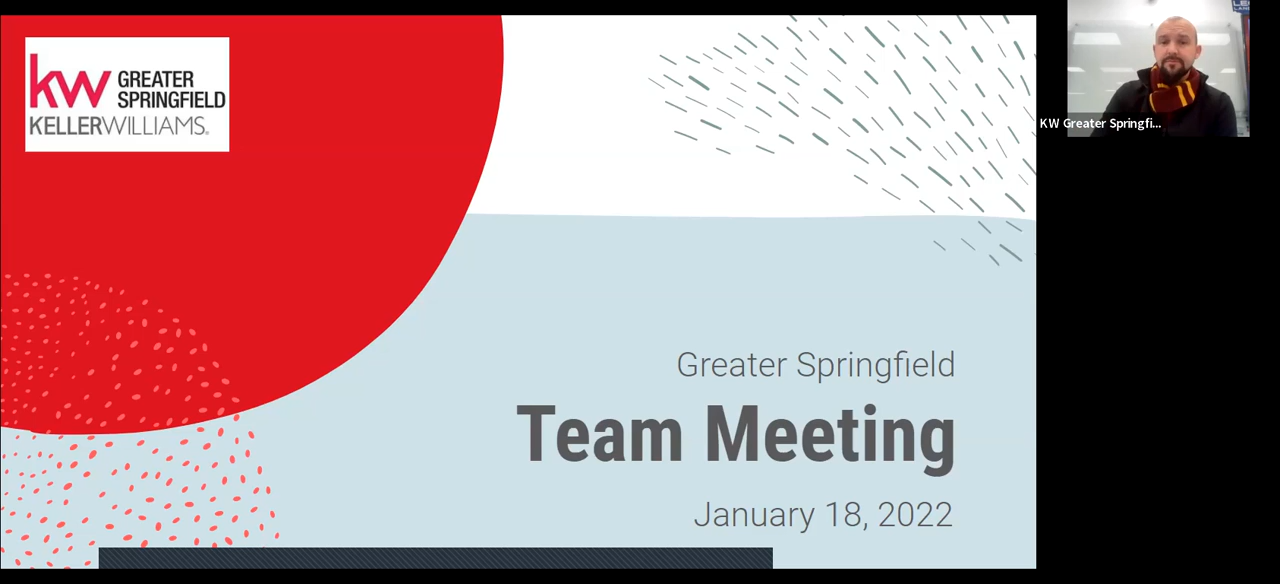 kw GREATER
SPRINGFIELD
KELLERWILLIAMS.
Greater Springfield
Team Meeting
January 18, 2022
KW Greater Springfi...